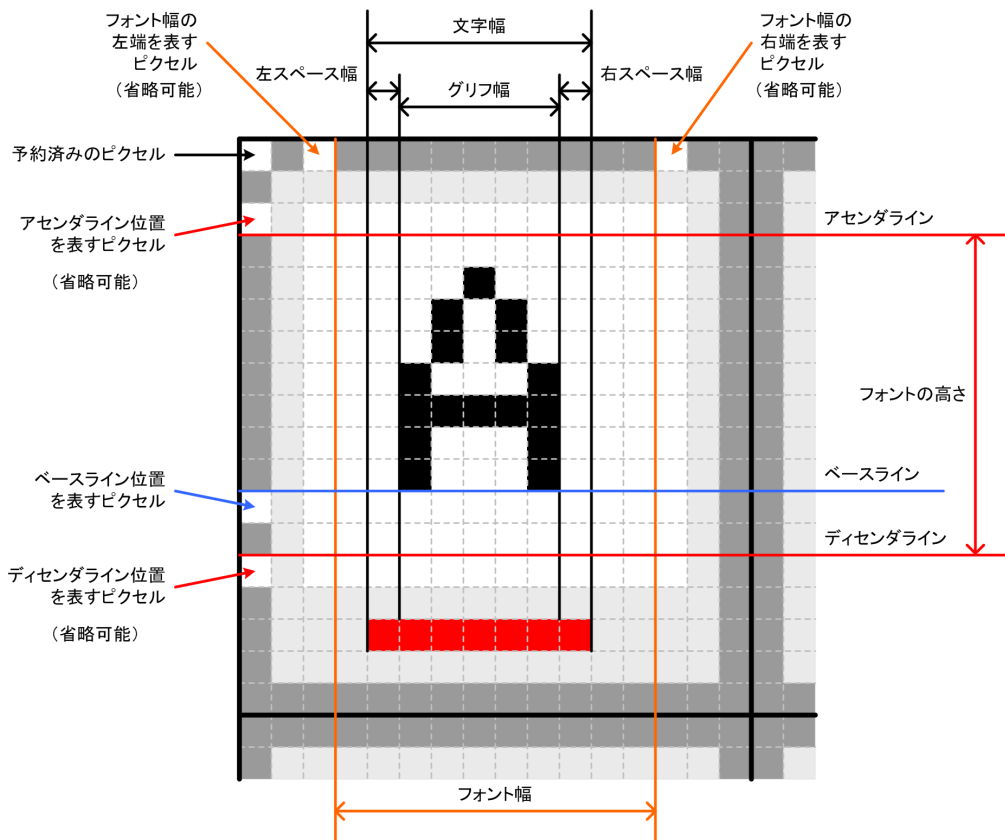 フォント幅の
左端を表す
ピクセル
（省略可能）
文字幅
フォント幅の
右端を表す
ピクセル
（省略可能）
左スペース幅
グリフ幅
右スペース幅
予約済みのピクセル
アセンダライン位置
を表すピクセル
（省略可能）
アセンダライン
フォントの高さ
ベースライン位置
を表すピクセル
ベースライン
ディセンダライン位置
を表すピクセル
（省略可能）
ディセンダライン
フォント幅